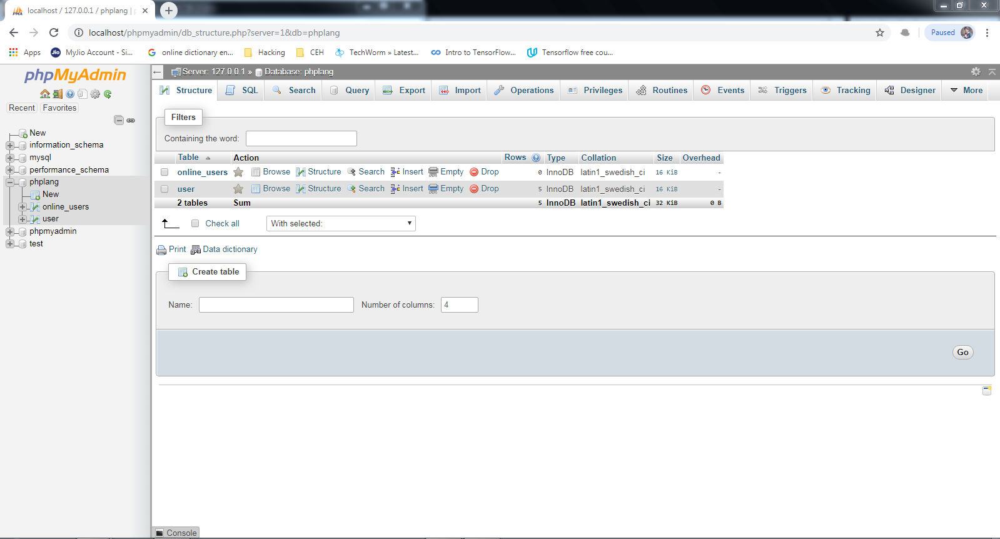 localhost / 127.0.0.1 / phplang | p
localhost/phpmyadmin/db_structure.php?server=1&db=phplang
Paused
Apps
Jio
MyJio Account - Si...
online dictionary en...
Hacking
CEH
TechWorm » Latest...
Intro to TensorFlow...
Tensorflow free cou...
phpMyAdmin
Recent Favorites
New
information_schema
mysql
performance_schema
phplang
New
online_users
user
phpmyadmin
test
Server: 127.0.0.1 » Database: phplang
Structure SQL Search Query Export Import Operations Privileges Routines Events Triggers Tracking Designer More
Filters
Containing the word:
Table Action Rows Type Collation Size Overhead
online_users Browse Structure Search Insert Empty Drop 0 InnoDB latin1_swedish_ci 16 KiB -
user Browse Structure Search Insert Empty Drop 5 InnoDB latin1_swedish_ci 16 KiB -
2 tables Sum 5 InnoDB latin1_swedish_ci 32 KiB 0 B
Check all With selected:
Print Data dictionary
Create table
Name: Number of columns: 4
Go
Console